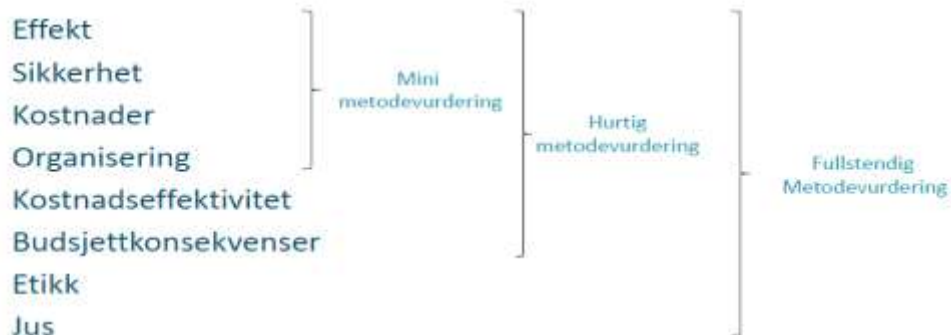 Effekt
Sikkerhet
Kostnader
Organisering
Kostnadseffektivitet
Budsjettkonsekvenser
Etikk
Jus
Mini
metodevurdering
Hurtig
metodevurdering
Fullstendig
Metodevurdering